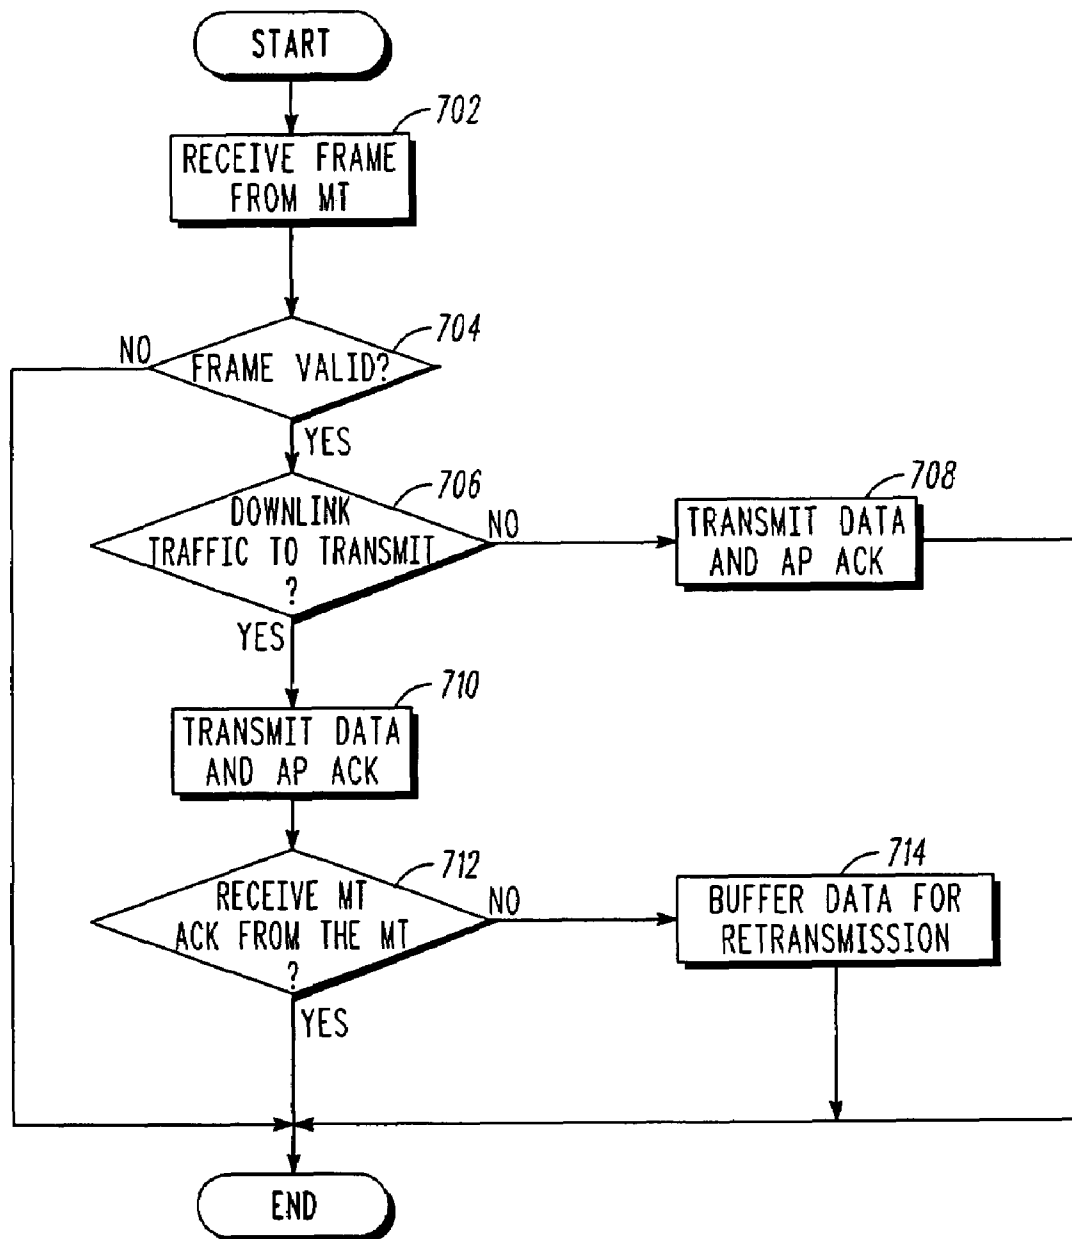 START
702
RECEIVE FRAME
FROM MT
704
NO
FRAME VALID?
YES
706
DOWNLINK
TRAFFIC TO TRANSMIT
?
NO
708
TRANSMIT DATA
AND AP ACK
YES
710
TRANSMIT DATA
AND AP ACK
712
RECEIVE MT
ACK FROM THE MT
?
NO
714
BUFFER DATA FOR
RETRANSMISSION
YES
END